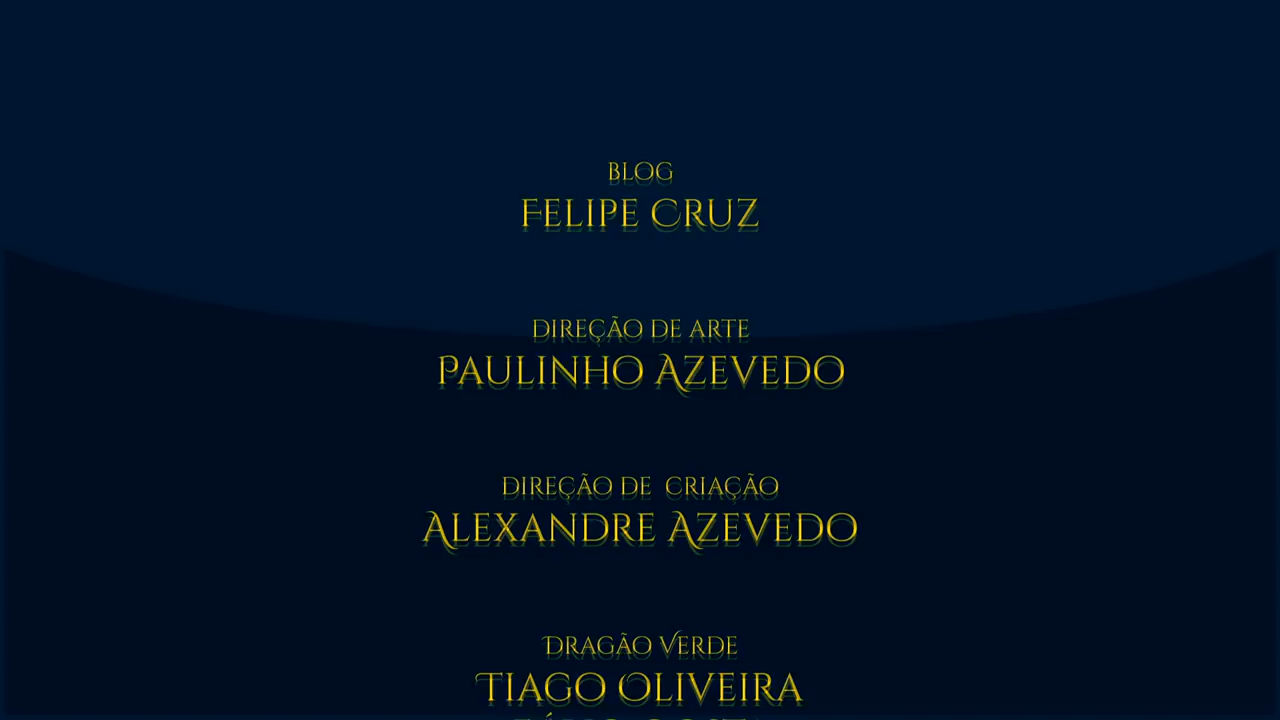 Blog
Felipe Cruz
Direção de Arte
Paulinho Azevedo
Direção de Criação
Alexandre Azevedo
Dragão Verde
Tiago Oliveira